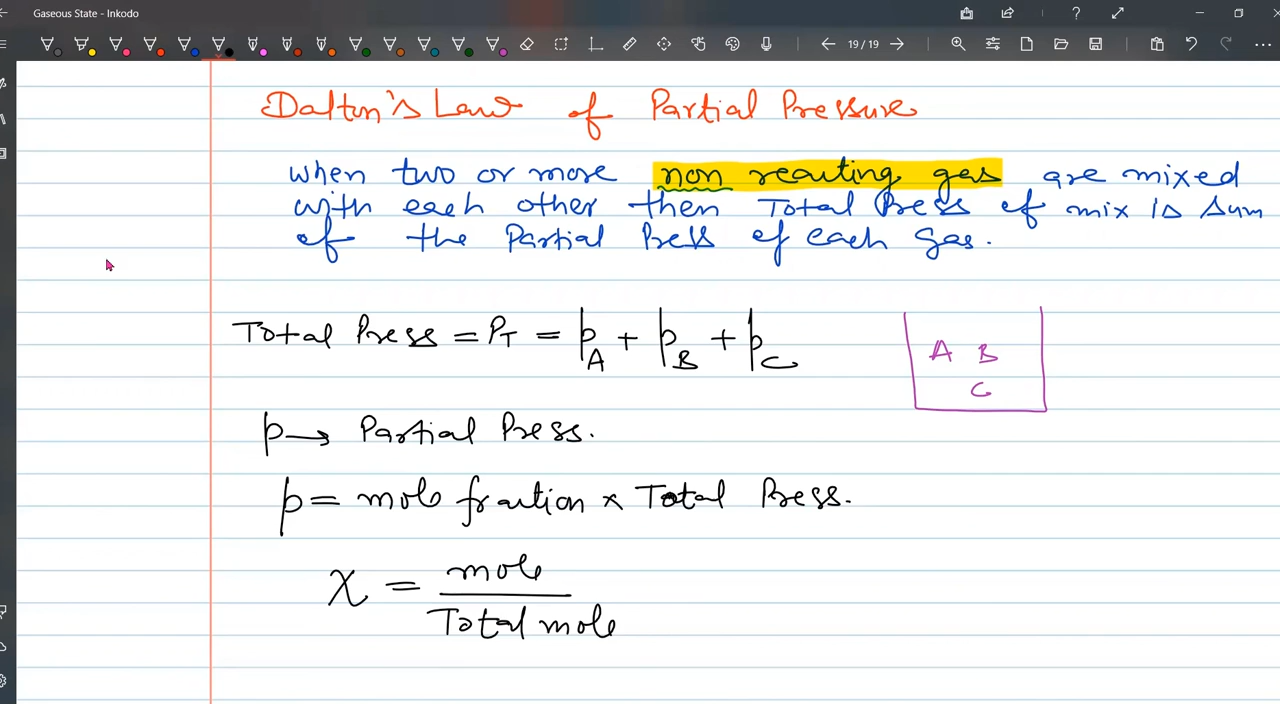 Gaseous State - Inkodo
19 / 19
Dalton's Law of Partial Pressure
when two or more non reacting gas are mixed
with each other then Total Press of mix is sum
of the Partial Press of each gas.
Total Press = PT = pA + pB + pC
A B
C
p → Partial Press.
p = mole fraction x Total Press.
χ = mole
Total mole